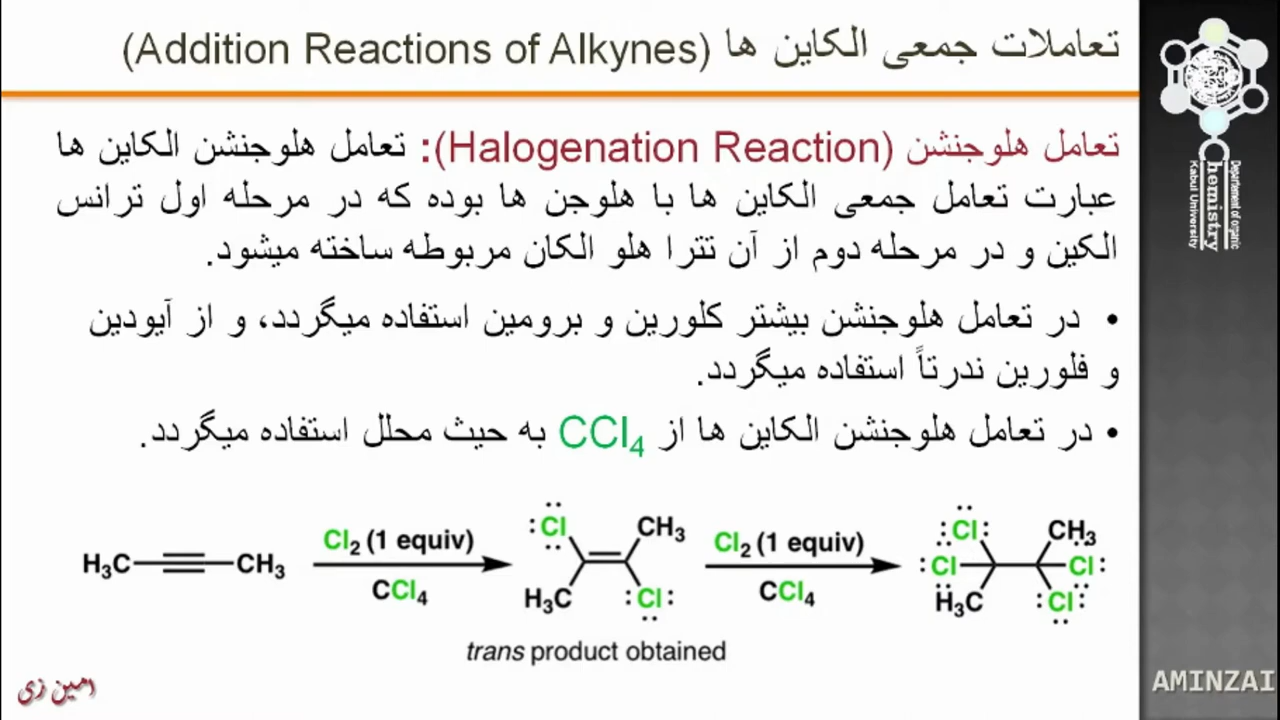 تعاملات جمعی الکاین ها (Addition Reactions of Alkynes)
تعامل هلوجنشن (Halogenation Reaction): تعامل هلوجنشن الکاین ها
عبارت تعامل جمعی الکاین ها با هلوجن ها بوده که در مرحله اول ترانس
الکین و در مرحله دوم از آن تترا هلو الکان مربوطه ساخته میشود.
• در تعامل هلوجنشن بیشتر کلورین و برومین استفاده میگردد، و از آیودین
و فلورین ندرتاً استفاده میگردد.
• در تعامل هلوجنشن الکاین ها از CCl4 به حیث محلل استفاده میگردد.
H3C CH3
Cl2 (1 equiv)
CCl4
:Cl CH3
H3C :Cl:
Cl2 (1 equiv)
CCl4
:Cl: CH3
:Cl Cl:
H3C :Cl:
trans product obtained
امین زی
AMINZAI
Departement of organic
Chemistry
Kabul University